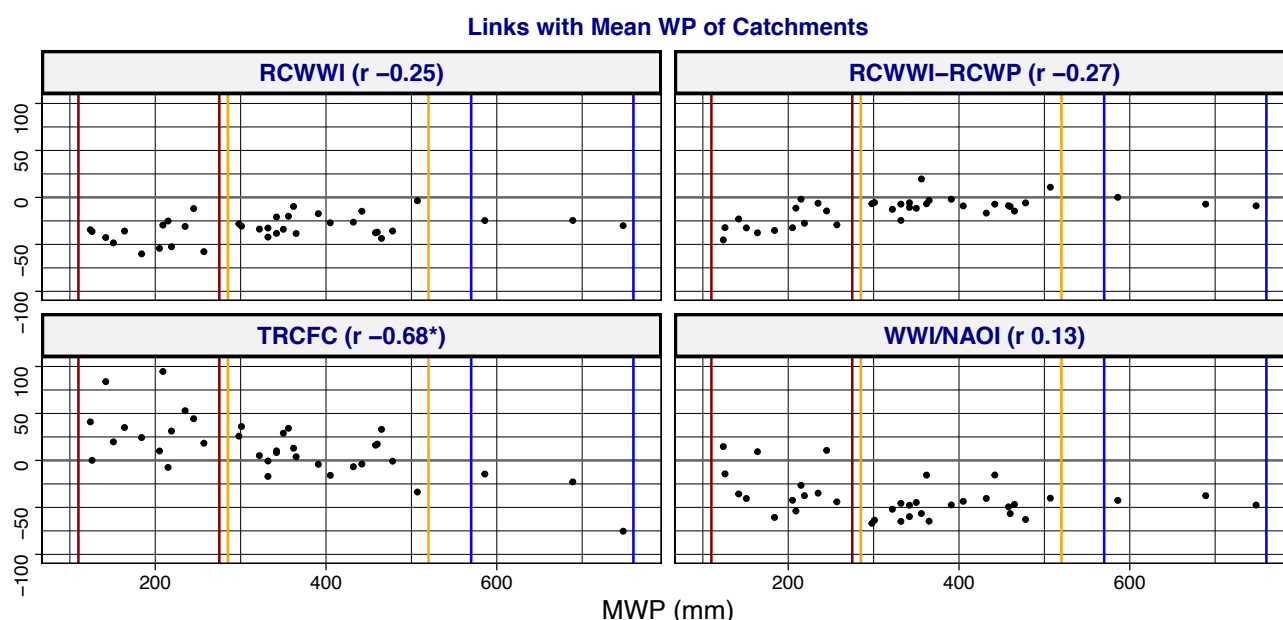 Links with Mean WP of Catchments
RCWWI (r −0.25)
RCWWI−RCWP (r −0.27)
100
50
0
−50
−100
TRCFC (r −0.68*)
WWI/NAOI (r 0.13)
100
50
0
−50
−100
200 400 600
200 400 600
MWP (mm)